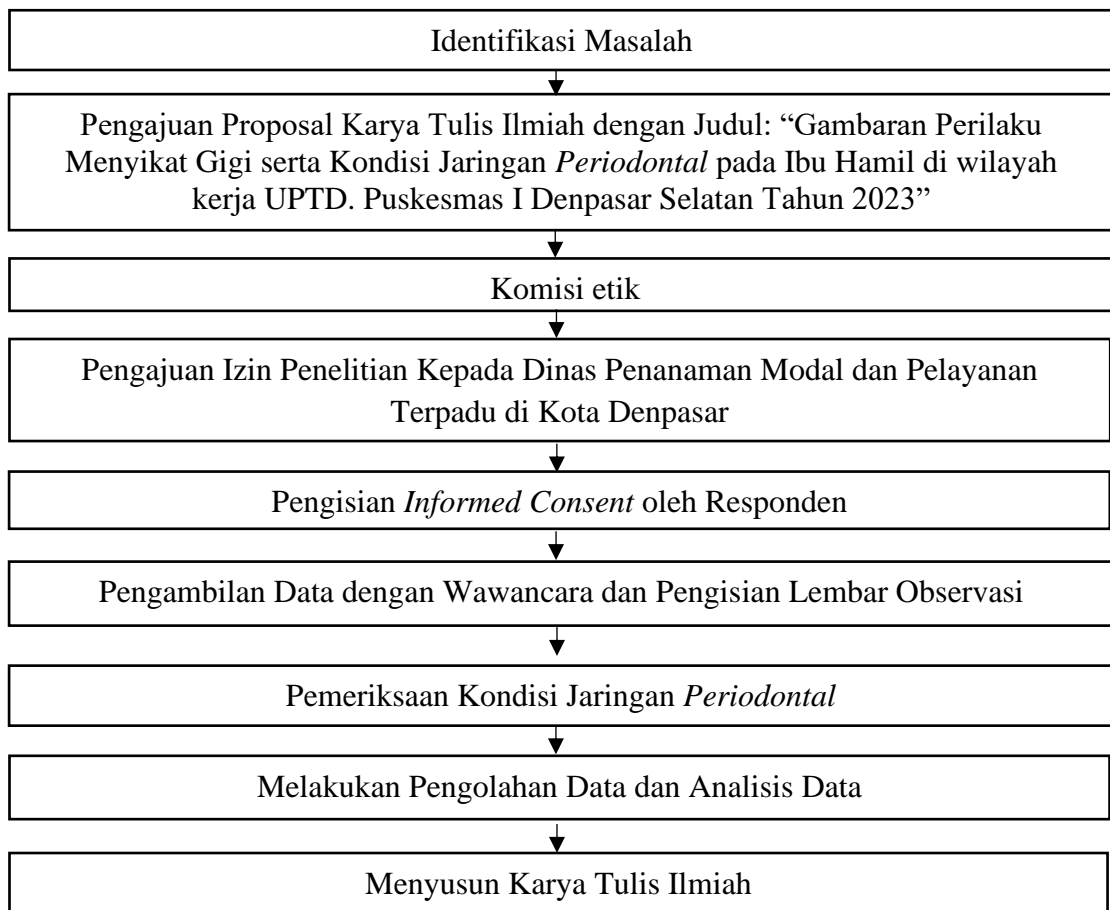 Identifikasi Masalah
Pengajuan Proposal Karya Tulis Ilmiah dengan Judul: “Gambaran Perilaku
Menyikat Gigi serta Kondisi Jaringan Periodontal pada Ibu Hamil di wilayah
kerja UPTD. Puskesmas I Denpasar Selatan Tahun 2023”
Komisi etik
Pengajuan Izin Penelitian Kepada Dinas Penanaman Modal dan Pelayanan
Terpadu di Kota Denpasar
Pengisian Informed Consent oleh Responden
Pengambilan Data dengan Wawancara dan Pengisian Lembar Observasi
Pemeriksaan Kondisi Jaringan Periodontal
Melakukan Pengolahan Data dan Analisis Data
Menyusun Karya Tulis Ilmiah